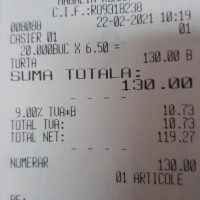 C.I.F.:RO9318238
000080 22-02-2021 10:19
CASIER 01 01
20.000BUC X 6.50 =
130.00 B
TURTA
SUMA TOTALA:
130.00
- - - -
9.00% TVA*B 10.73
TOTAL TVA: 10.73
TOTAL NET: 119.27
- - - -
NUMERAR 130.00
01 ARTICOLE